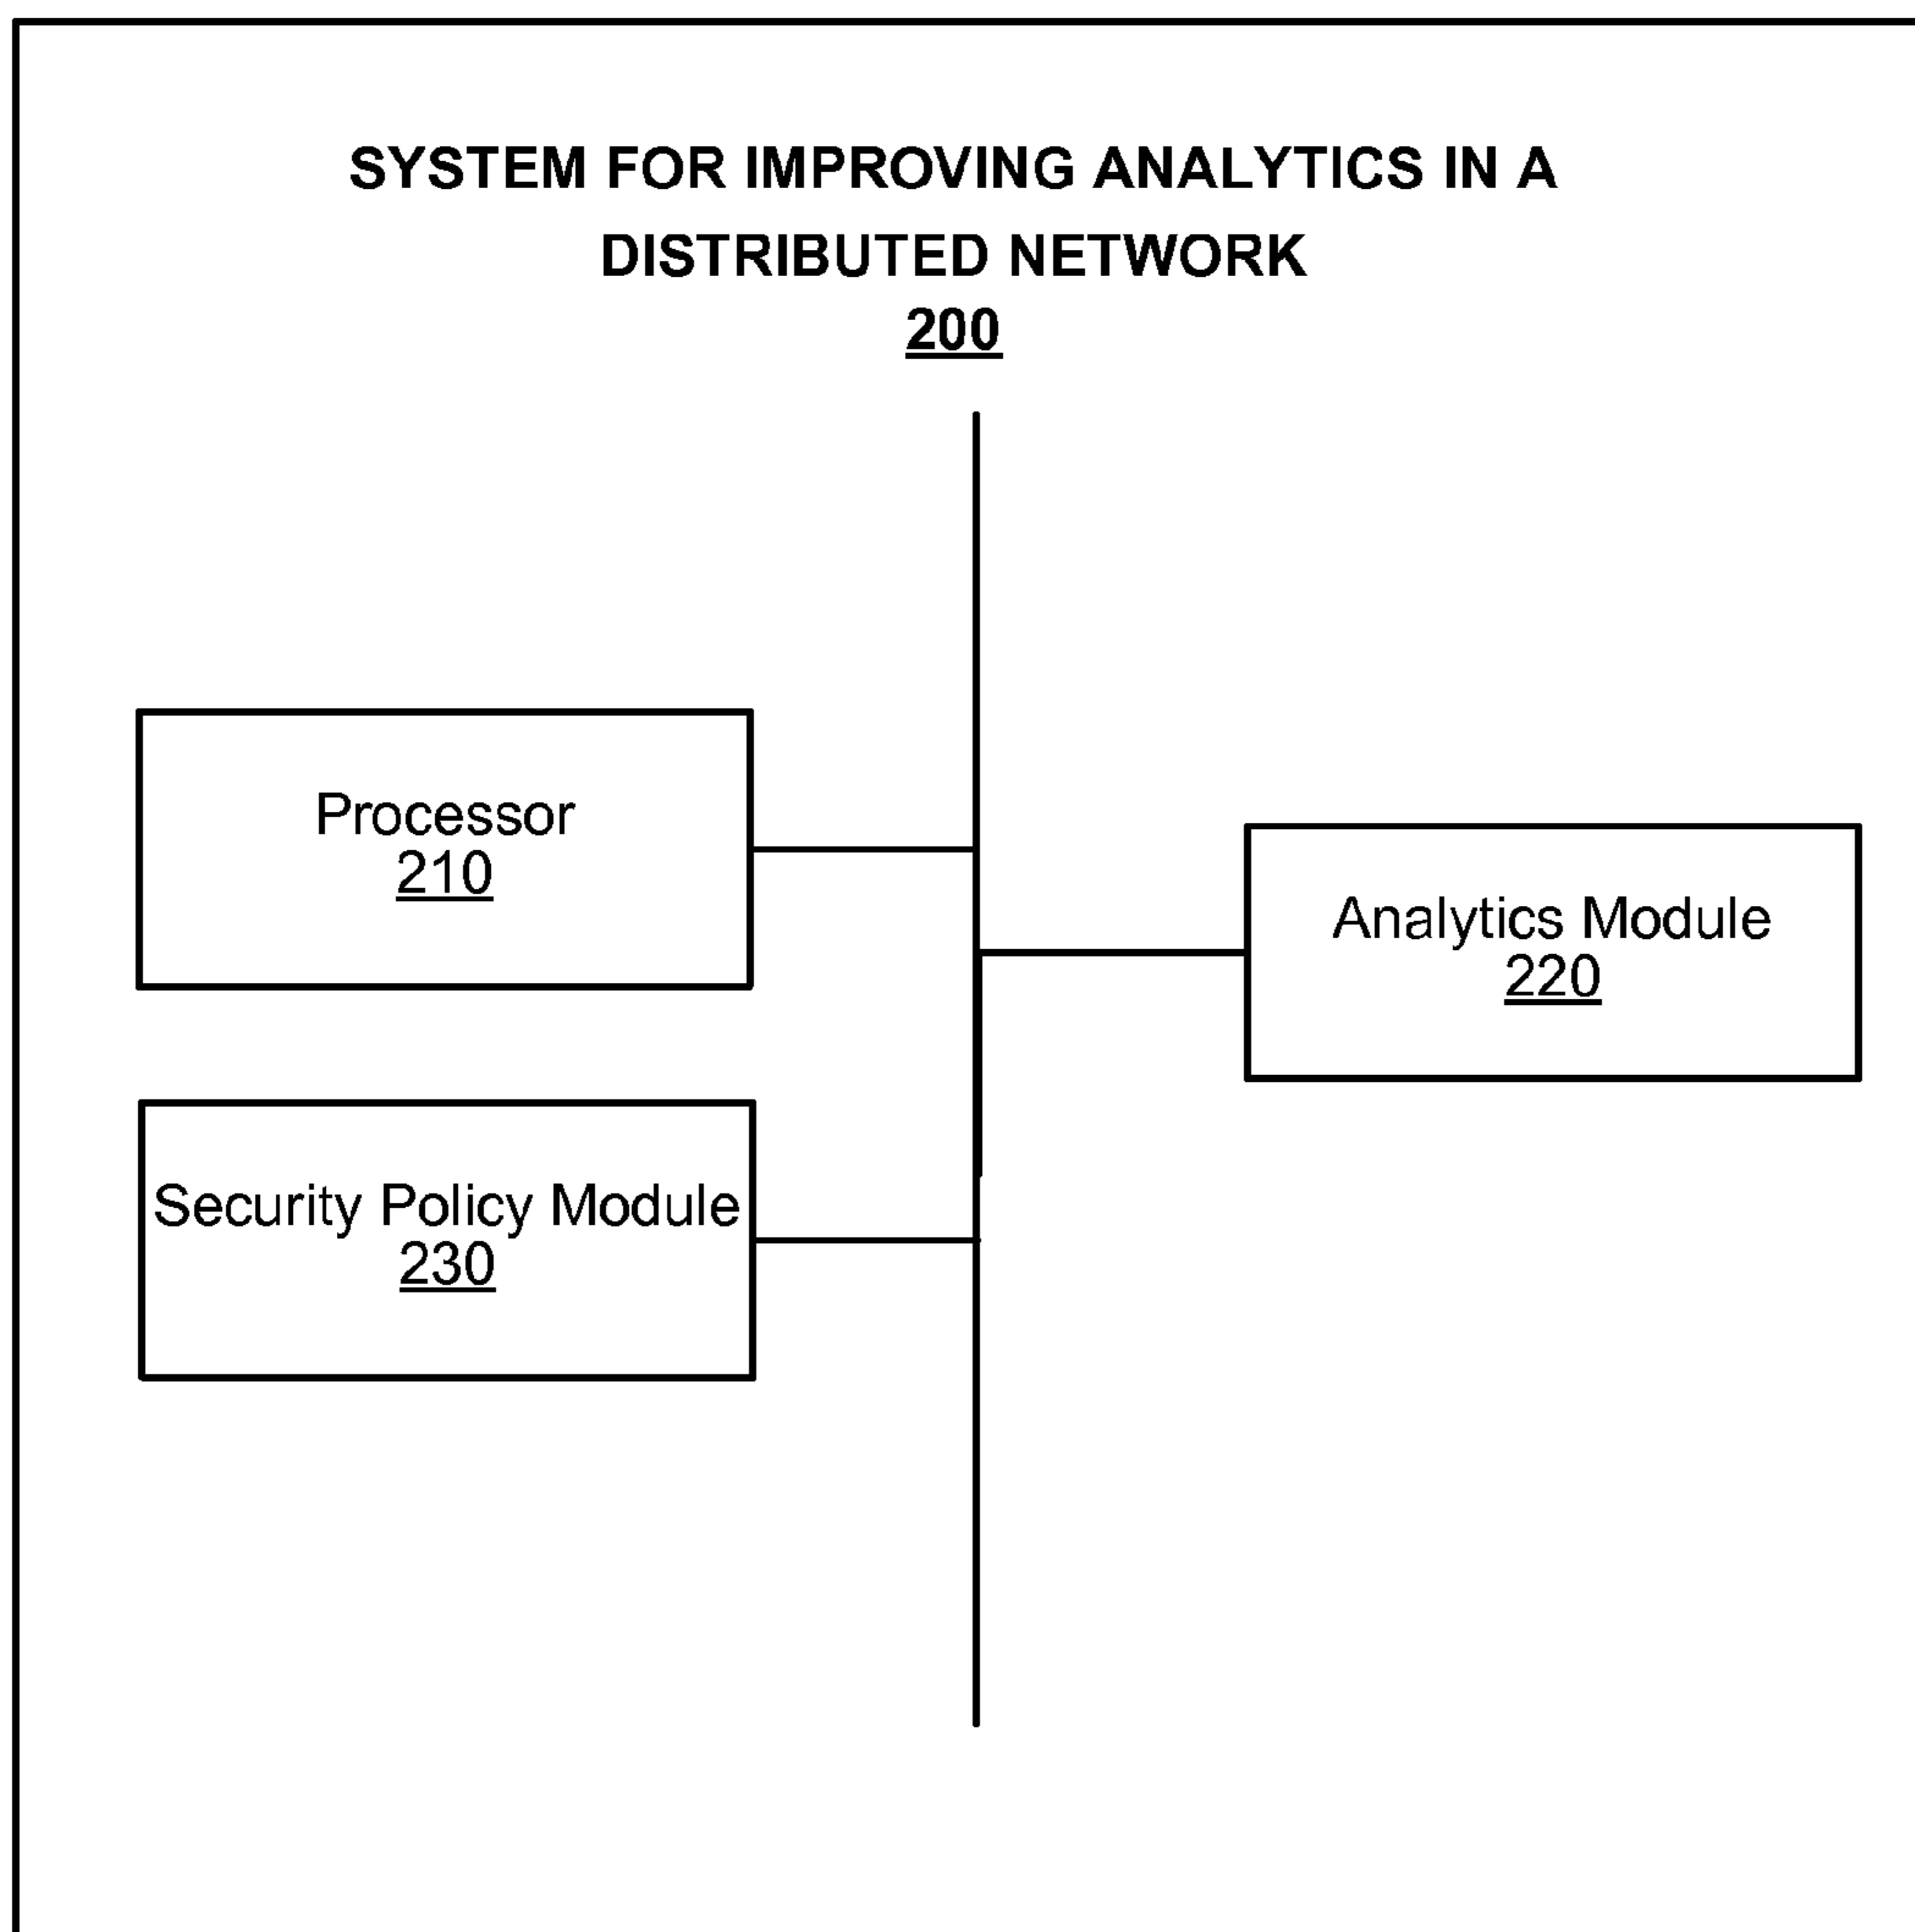 SYSTEM FOR IMPROVING ANALYTICS IN A
DISTRIBUTED NETWORK
200
Processor
210
Analytics Module
220
Security Policy Module
230